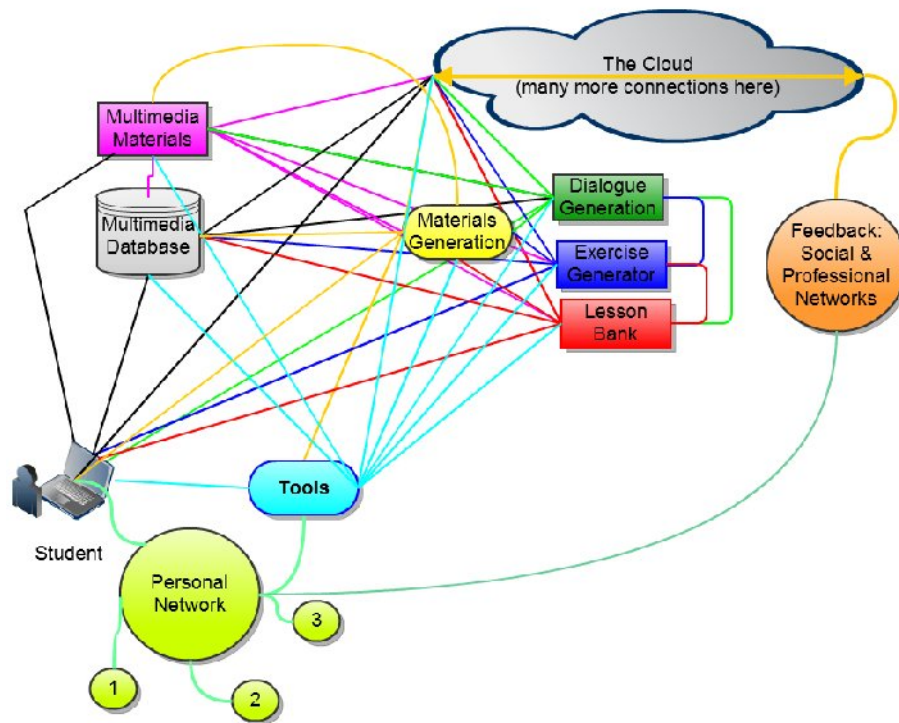 The Cloud
(many more connections here)
Multimedia
Materials
Multimedia
Database
Materials
Generation
Dialogue
Generation
Exercise
Generator
Lesson
Bank
Feedback:
Social &
Professional
Networks
Tools
Student
Personal
Network
3
1
2